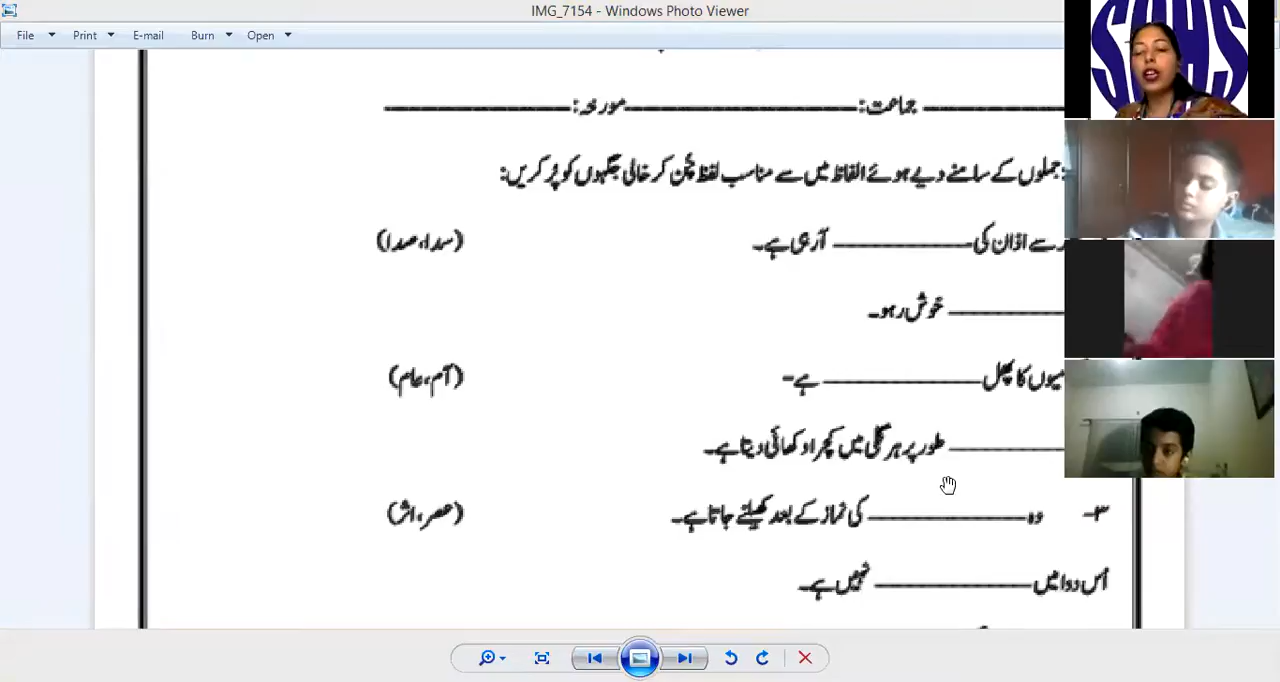 IMG_7154 - Windows Photo Viewer
File Print E-mail Burn Open
جماعت: مورخہ:
جملوں کے سامنے دیے ہوئے الفاظ میں سے مناسب لفظ چُن کر خالی جگہوں کو پُر کریں:
سے اذان کی آرہی ہے۔ (سدا، صدا)
خوش رہو۔
کا پھل ہے- (آم، عام)
طور پر ہر گلی میں کچرا دکھائی دیتا ہے۔
۳- وہ کی نماز کے بعد کھیلنے جاتا ہے۔ (عصر، اثر)
اُس دوا میں نہیں ہے۔